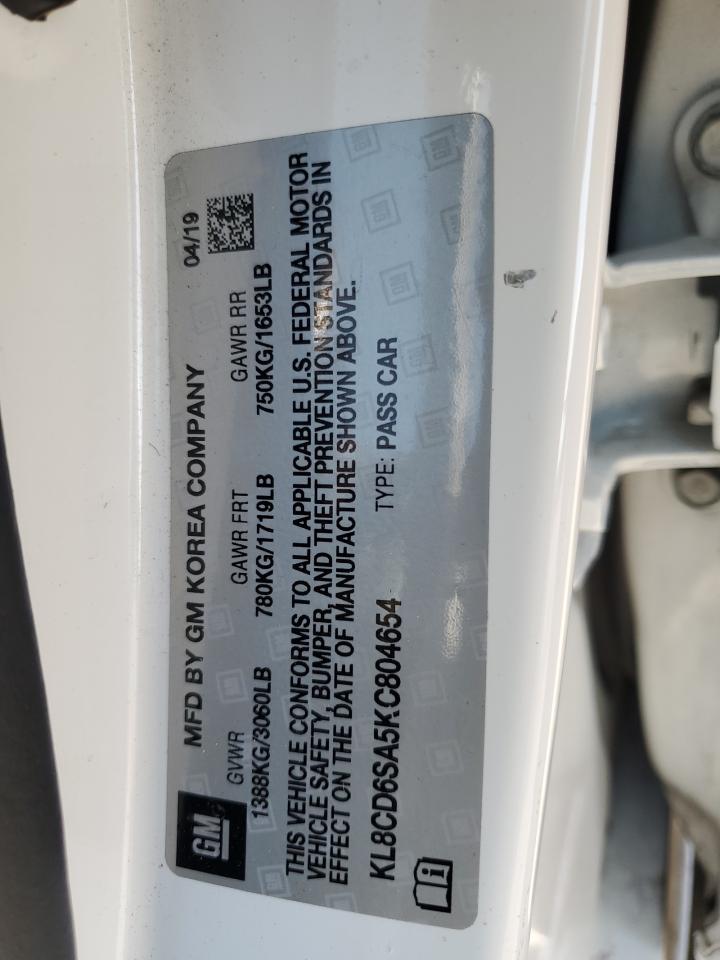 GM
MFD BY GM KOREA COMPANY 04/19
GVWR GAWR FRT GAWR RR
1388KG/3060LB 780KG/1719LB 750KG/1653LB
THIS VEHICLE CONFORMS TO ALL APPLICABLE U.S. FEDERAL MOTOR
VEHICLE SAFETY, BUMPER, AND THEFT PREVENTION STANDARDS IN
EFFECT ON THE DATE OF MANUFACTURE SHOWN ABOVE.
KL8CD6SA5KC804654 TYPE: PASS CAR